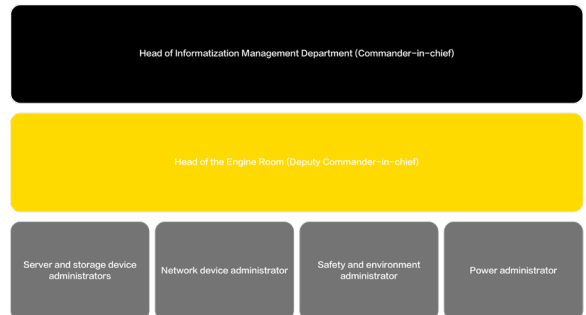 Head of Informatization Management Department (Commander-in-chief)
Head of the Engine Room (Deputy Commander-in-chief)
Server and storage device
administrators
Network device administrator
Safety and environment
administrator
Power administrator